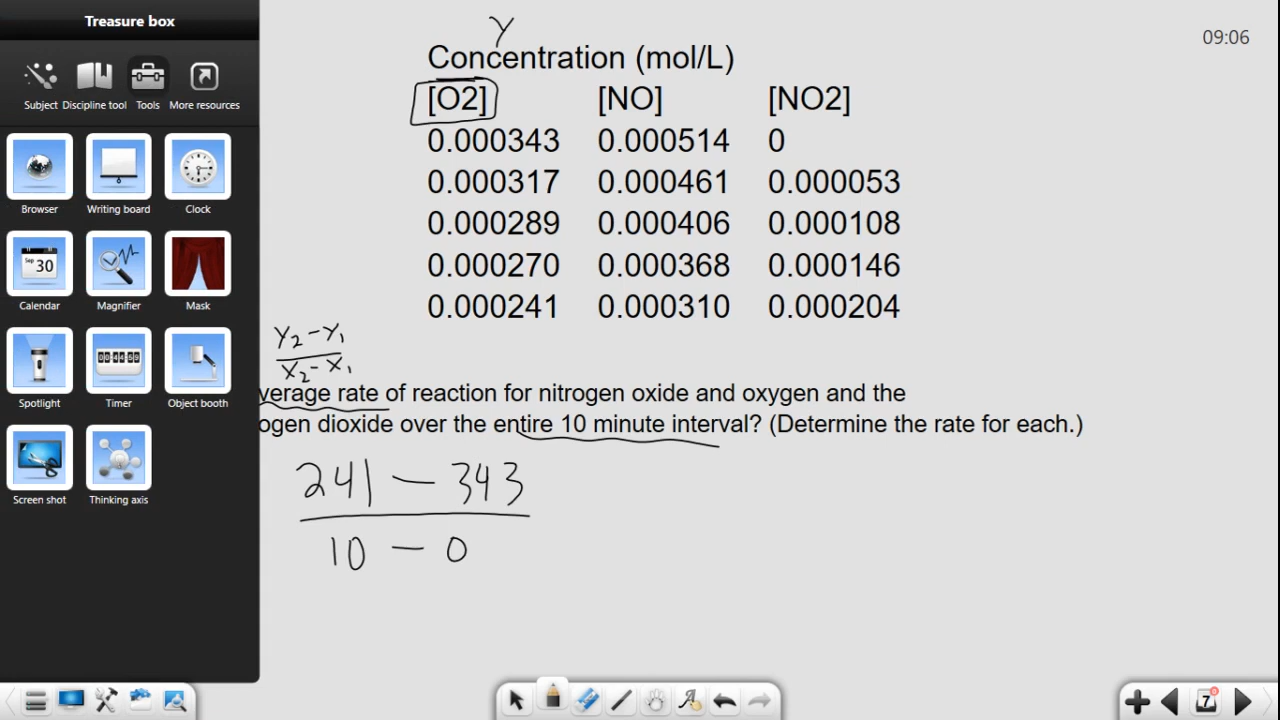 Treasure box
Subject Discipline tool Tools More resources
Browser Writing board Clock
Sep 30
Calendar Magnifier Mask
Spotlight Timer Object booth
Screen shot Thinking axis
09:06
Y
Concentration (mol/L)
[O2] [NO] [NO2]
0.000343 0.000514 0
0.000317 0.000461 0.000053
0.000289 0.000406 0.000108
0.000270 0.000368 0.000146
0.000241 0.000310 0.000204
Y2 - Y1
X2 - X1
verage rate of reaction for nitrogen oxide and oxygen and the
ogen dioxide over the entire 10 minute interval? (Determine the rate for each.)
241 - 343
10 - 0
7